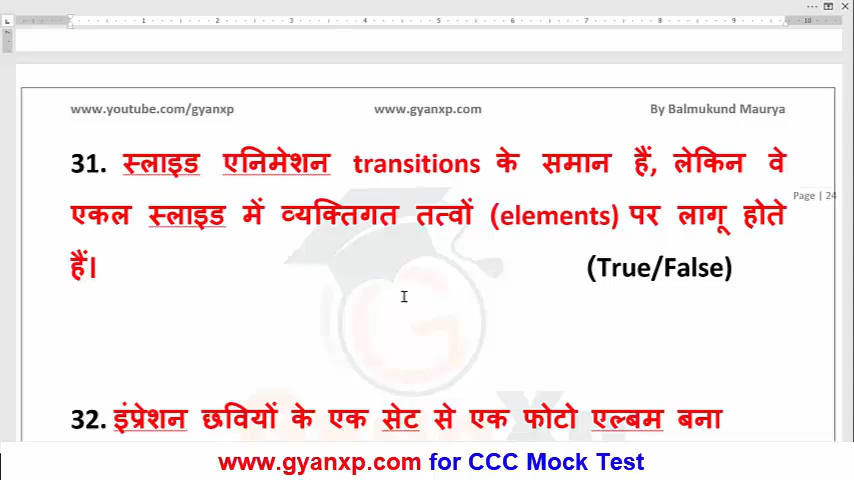 www.youtube.com/gyanxp www.gyanxp.com By Balmukund Maurya
31. स्लाइड एनिमेशन transitions के समान हैं, लेकिन वे
Page | 24
एकल स्लाइड में व्यक्तिगत तत्वों (elements) पर लागू होते
हैं। (True/False)
32. इंप्रेशन छवियों के एक सेट से एक फोटो एल्बम बना
www.gyanxp.com for CCC Mock Test